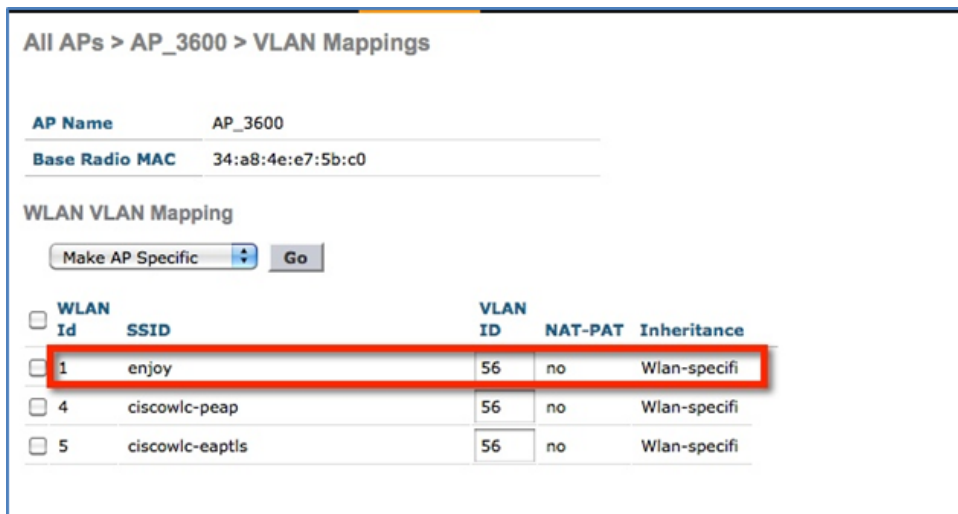 All APs > AP_3600 > VLAN Mappings
AP Name AP_3600
Base Radio MAC 34:a8:4e:e7:5b:c0
WLAN VLAN Mapping
Make AP Specific Go
WLAN Id SSID VLAN ID NAT-PAT Inheritance
1 enjoy 56 no Wlan-specifi
4 ciscowlc-peap 56 no Wlan-specifi
5 ciscowlc-eaptls 56 no Wlan-specifi